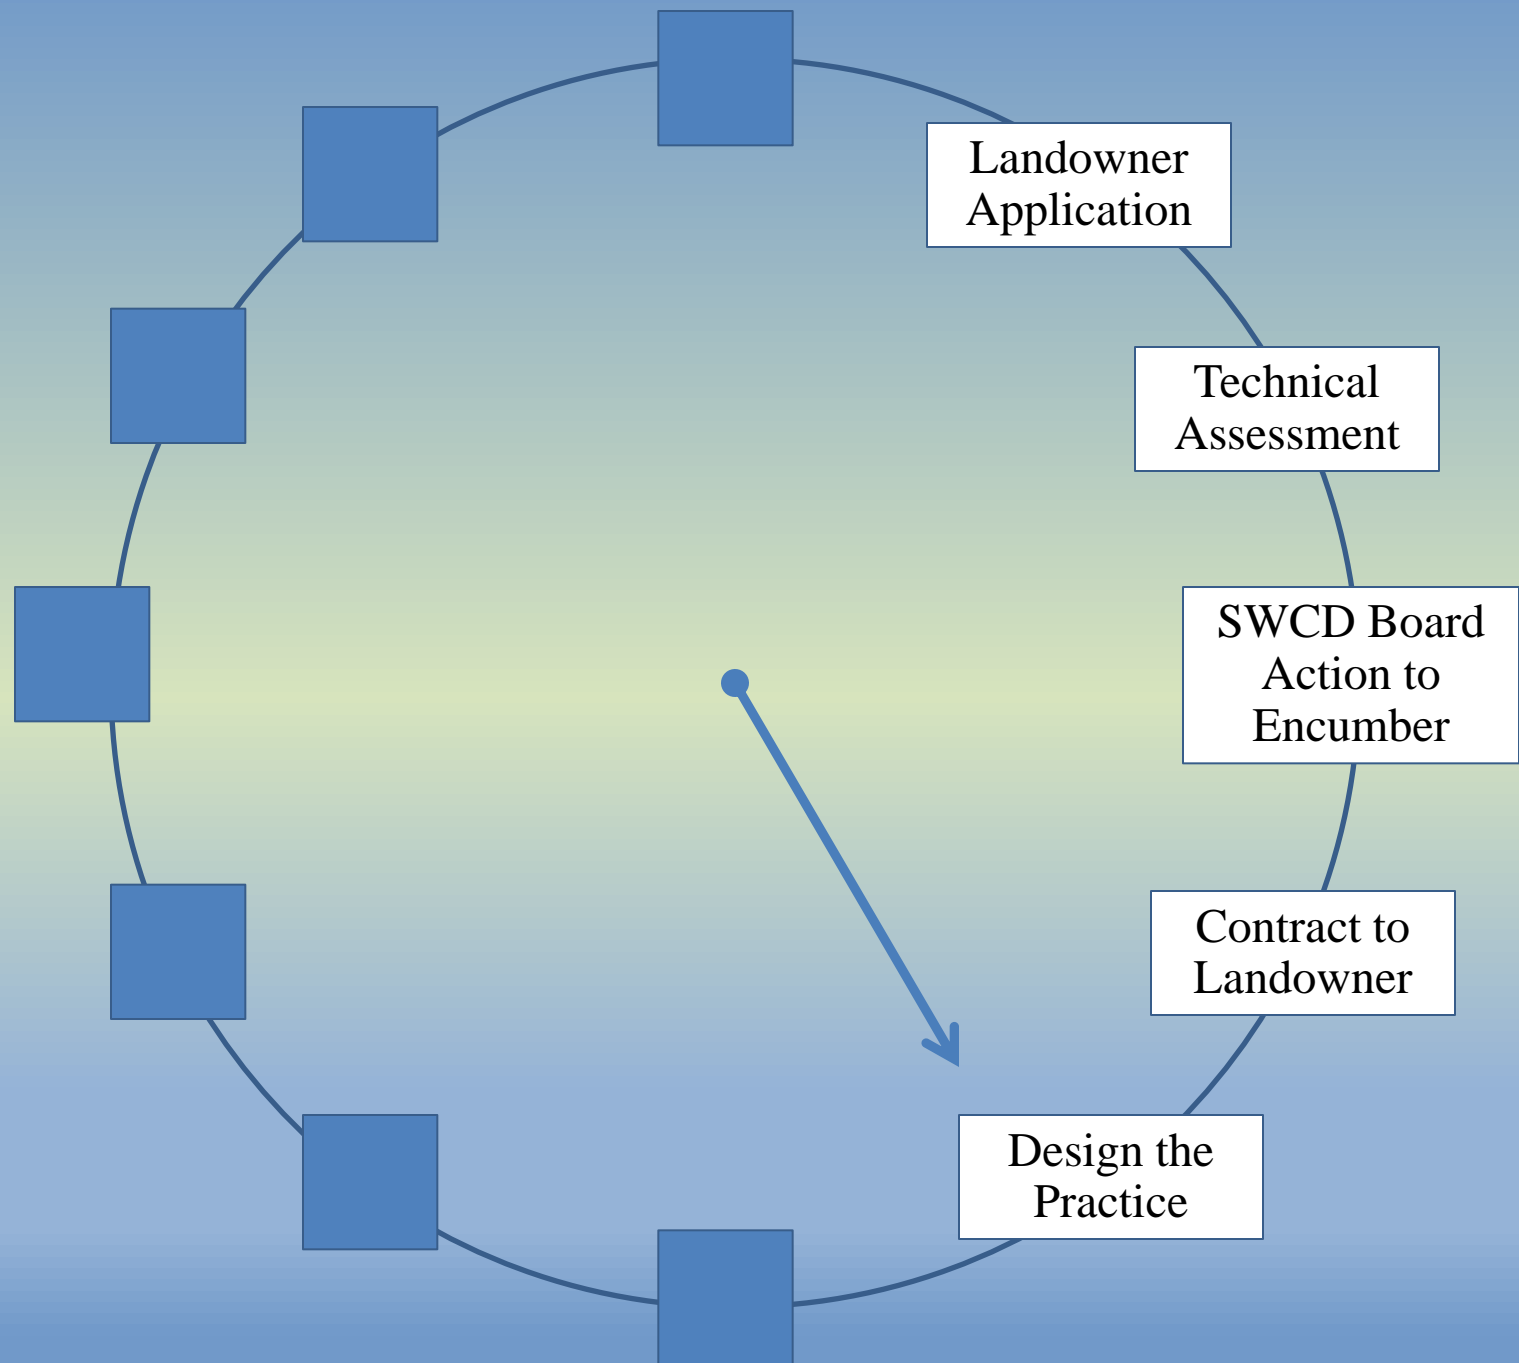 Landowner
Application
Technical
Assessment
SWCD Board
Action to
Encumber
Contract to
Landowner
Design the
Practice